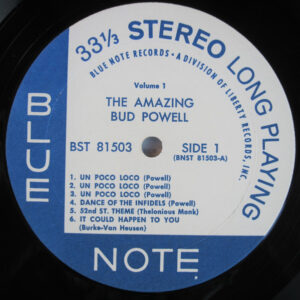 33⅓ STEREO LONG PLAYING
BLUE NOTE RECORDS • A DIVISION OF LIBERTY RECORDS, INC.
Volume 1
THE AMAZING
BUD POWELL
BST 81503 SIDE 1
(BNST 81503-A)
1. UN POCO LOCO (Powell)
2. UN POCO LOCO (Powell)
3. UN POCO LOCO (Powell)
4. DANCE OF THE INFIDELS (Powell)
5. 52nd ST. THEME (Thelonious Monk)
6. IT COULD HAPPEN TO YOU
(Burke-Van Heusen)
BLUE
NOTE